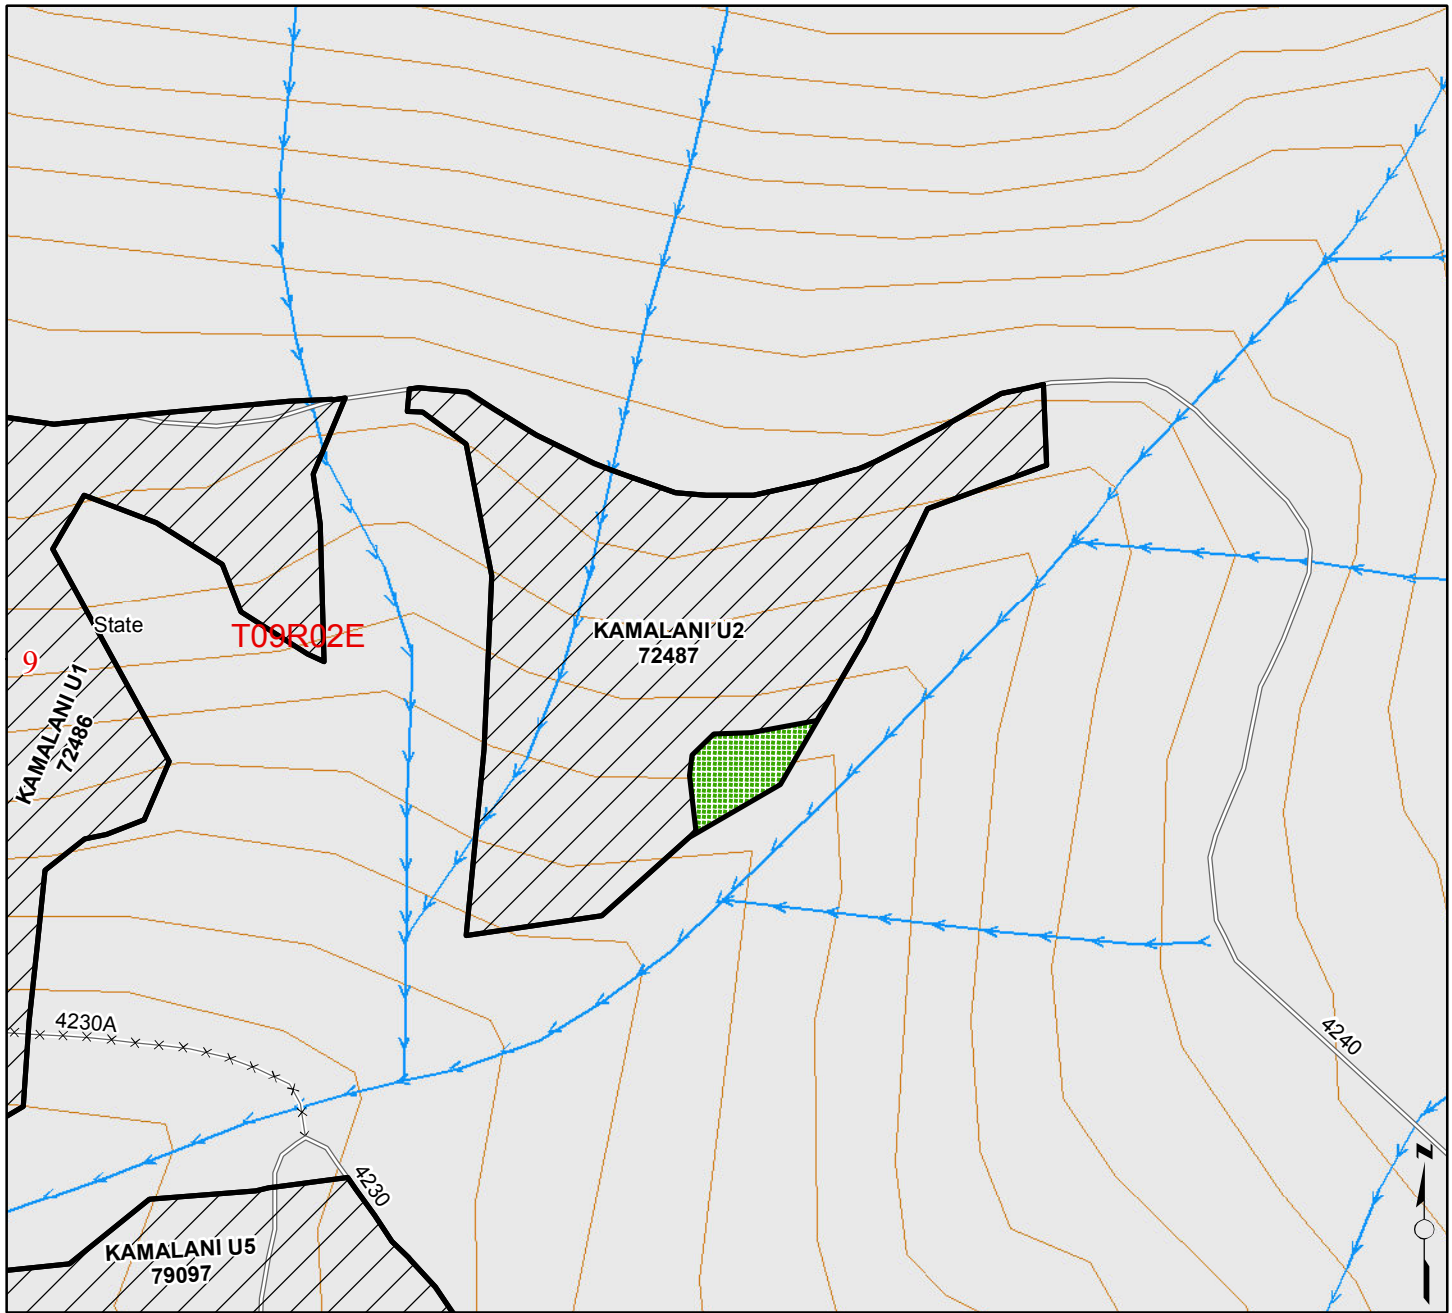 KAMALANI U2
72487
State
T09R02E
9
KAMALANI U1
72486
4230A
4240
4230
Z
KAMALANI U5
79097